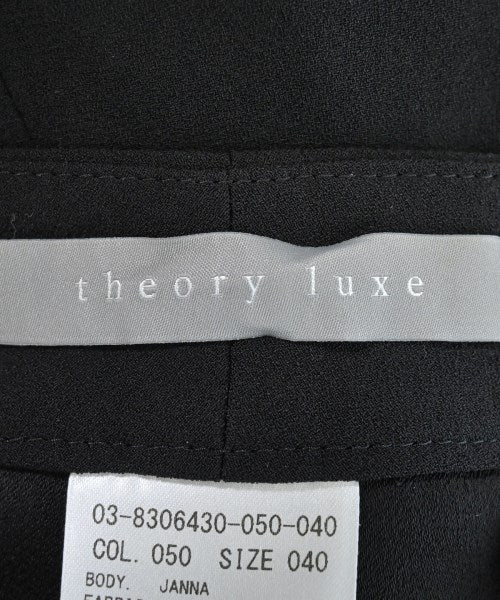 theory luxe
03-8306430-050-040
COL. 050 SIZE 040
BODY. JANNA